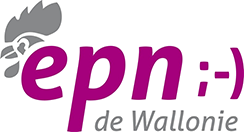 epn ;-)
de Wallonie